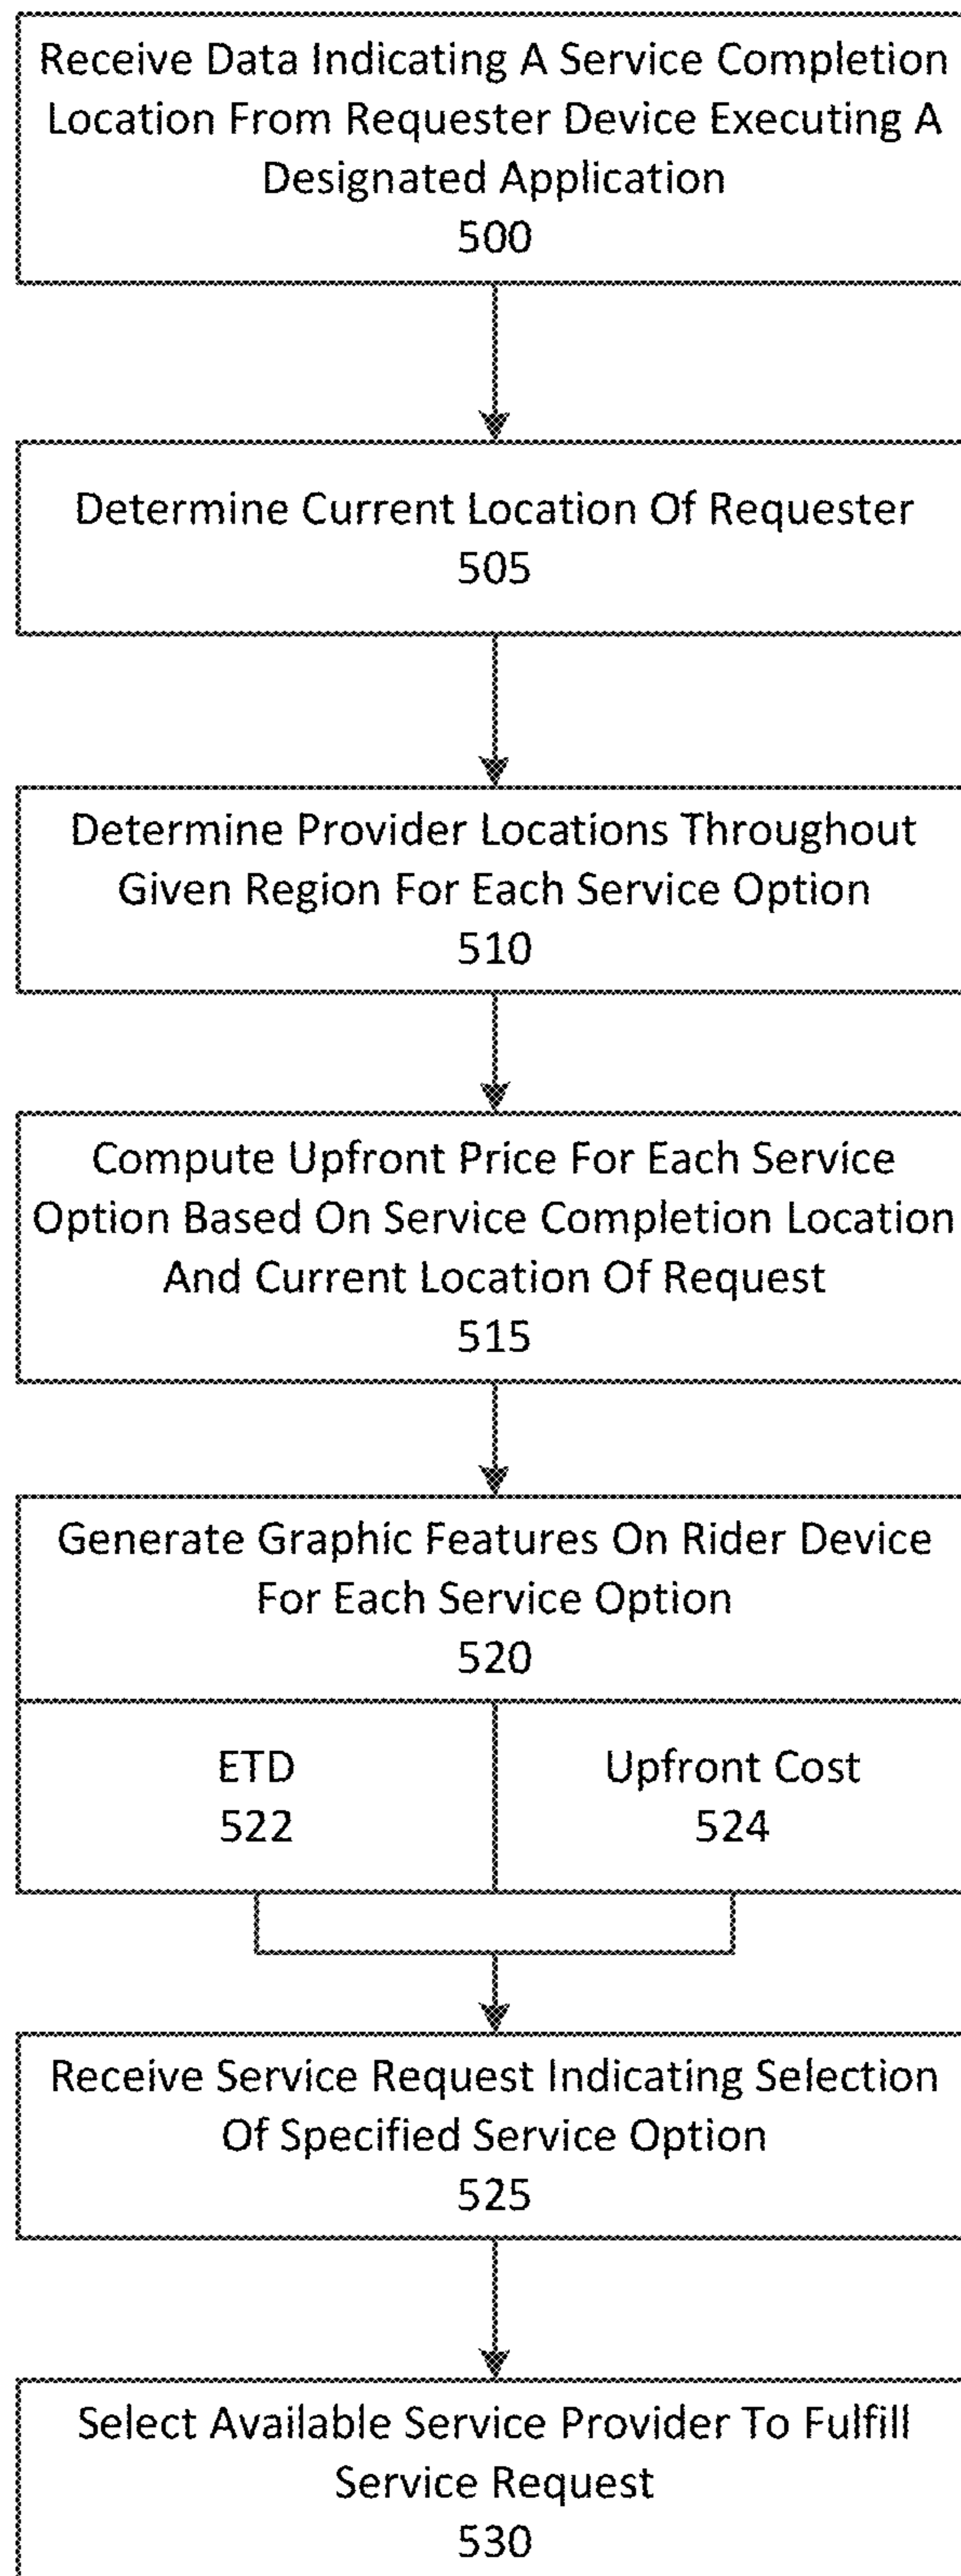 Receive Data Indicating A Service Completion
Location From Requester Device Executing A
Designated Application
500
Determine Current Location Of Requester
505
Determine Provider Locations Throughout
Given Region For Each Service Option
510
Compute Upfront Price For Each Service
Option Based On Service Completion Location
And Current Location Of Request
515
Generate Graphic Features On Rider Device
For Each Service Option
520
ETD
522
Upfront Cost
524
Receive Service Request Indicating Selection
Of Specified Service Option
525
Select Available Service Provider To Fulfill
Service Request
530